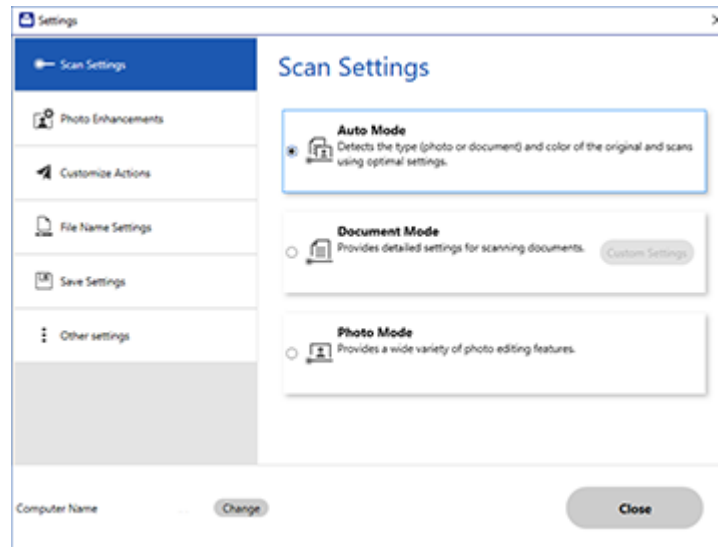 Settings
Scan Settings
Photo Enhancements
Customize Actions
File Name Settings
Save Settings
Other settings
Scan Settings
Auto Mode
Detects the type (photo or document) and color of the original and scans
using optimal settings.
Document Mode
Provides detailed settings for scanning documents.
Custom Settings
Photo Mode
Provides a wide variety of photo editing features.
Computer Name
Change
Close